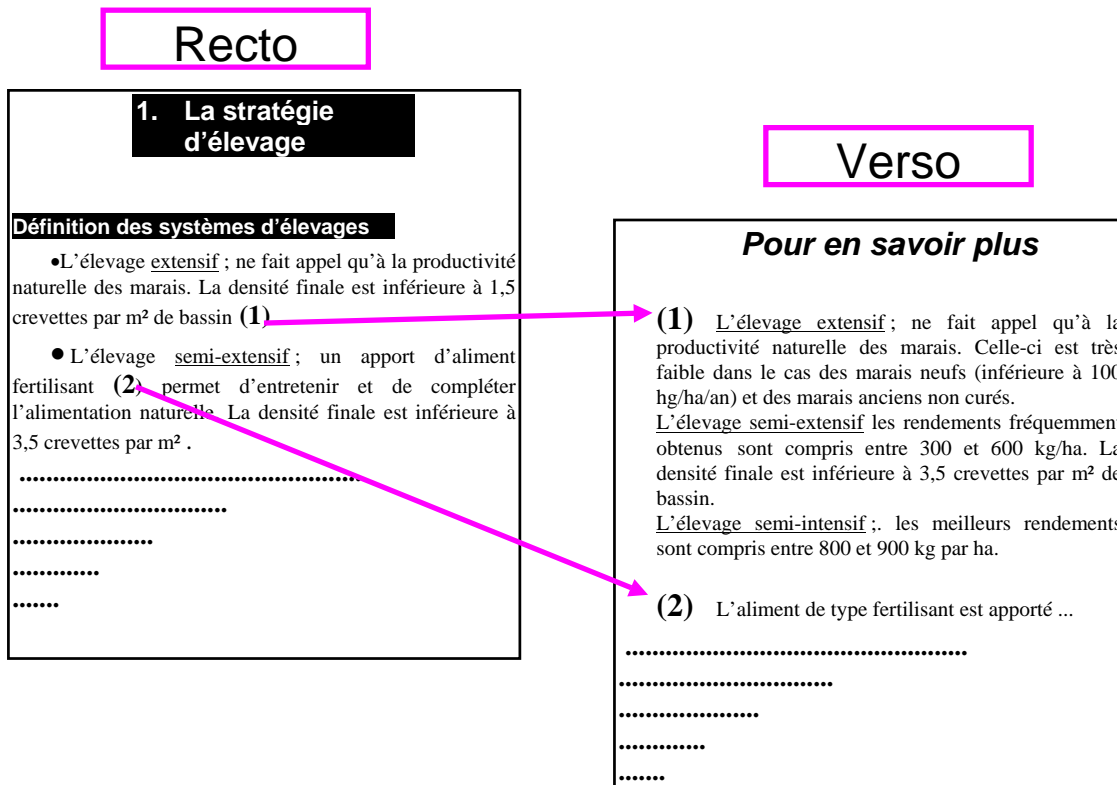 Recto
1. La stratégie
d'élevage
Définition des systèmes d'élevages
•L'élevage extensif ; ne fait appel qu'à la productivité
naturelle des marais. La densité finale est inférieure à 1,5
crevettes par m² de bassin (1)
• L'élevage semi-extensif ; un apport d'aliment
fertilisant (2) permet d'entretenir et de compléter
l'alimentation naturelle. La densité finale est inférieure à
3,5 crevettes par m² .
...................................................
................................
.....................
.............
.......
Verso
Pour en savoir plus
(1) L'élevage extensif ; ne fait appel qu'à la
productivité naturelle des marais. Celle-ci est très
faible dans le cas des marais neufs (inférieure à 100
hg/ha/an) et des marais anciens non curés.
L'élevage semi-extensif les rendements fréquemment
obtenus sont compris entre 300 et 600 kg/ha. La
densité finale est inférieure à 3,5 crevettes par m² de
bassin.
L'élevage semi-intensif ;. les meilleurs rendements
sont compris entre 800 et 900 kg par ha.
(2) L'aliment de type fertilisant est apporté ...
...................................................
................................
.....................
.............
.......